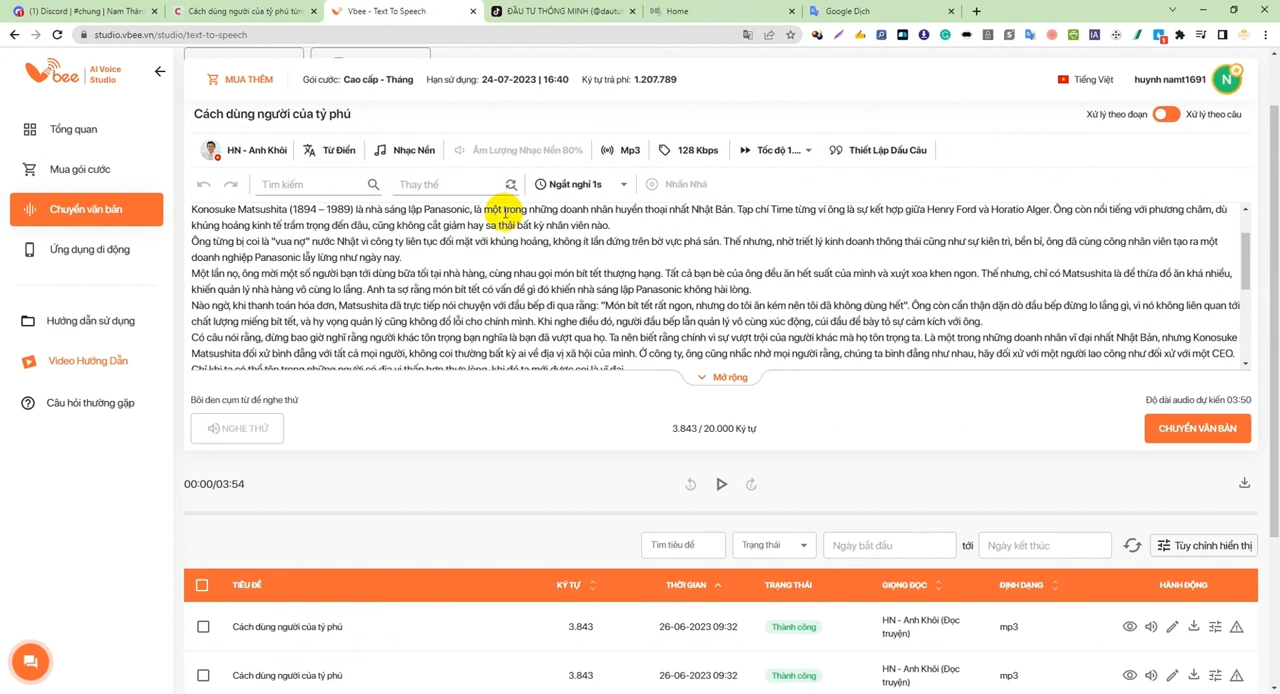 (1) Discord | #chung | Nam Thàn
Cách dùng người của tỷ phú từn
Vbee - Text To Speech
ĐẦU TƯ THÔNG MINH (@dautu
Home
Google Dịch
studio.vbee.vn/studio/text-to-speech
Vbee AI Voice Studio
MUA THÊM
Gói cước: Cao cấp - Tháng
Hạn sử dụng: 24-07-2023 | 16:40
Ký tự trả phí: 1.207.789
Tiếng Việt
huynh namt1691
N
Tổng quan
Mua gói cước
Chuyển văn bản
Ứng dụng di động
Hướng dẫn sử dụng
Video Hướng Dẫn
Câu hỏi thường gặp
Cách dùng người của tỷ phú
Xử lý theo đoạn
Xử lý theo câu
HN - Anh Khôi
Từ Điển
Nhạc Nền
Âm Lượng Nhạc Nền 80%
Mp3
128 Kbps
Tốc độ 1....
Thiết Lập Dấu Câu
Tìm kiếm
Thay thế
Ngắt nghỉ 1s
Nhấn Nhá
Konosuke Matsushita (1894 – 1989) là nhà sáng lập Panasonic, là một trong những doanh nhân huyền thoại nhất Nhật Bản. Tạp chí Time từng ví ông là sự kết hợp giữa Henry Ford và Horatio Alger. Ông còn nổi tiếng với phương châm, dù
khủng hoảng kinh tế trầm trọng đến đâu, cũng không cắt giảm hay sa thải bất kỳ nhân viên nào.
Ông từng bị coi là "vua nợ" nước Nhật vì công ty liên tục đối mặt với khủng hoảng, không ít lần đứng trên bờ vực phá sản. Thế nhưng, nhờ triết lý kinh doanh thông thái cũng như sự kiên trì, bền bỉ, ông đã cùng công nhân viên tạo ra một
doanh nghiệp Panasonic lẫy lừng như ngày nay.
Một lần nọ, ông mời một số người bạn tới dùng bữa tối tại nhà hàng, cùng nhau gọi món bít tết thượng hạng. Tất cả bạn bè của ông đều ăn hết suất của mình và xuýt xoa khen ngon. Thế nhưng, chỉ có Matsushita là để thừa đồ ăn khá nhiều,
khiến quản lý nhà hàng vô cùng lo lắng. Anh ta sợ rằng món bít tết có vấn đề gì đó khiến nhà sáng lập Panasonic không hài lòng.
Nào ngờ, khi thanh toán hóa đơn, Matsushita đã trực tiếp nói chuyện với đầu bếp đi qua rằng: "Món bít tết rất ngon, nhưng do tôi ăn kém nên tôi đã không dùng hết". Ông còn cẩn thận dặn dò đầu bếp đừng lo lắng gì, vì nó không liên quan tới
chất lượng miếng bít tết, và hy vọng quản lý cũng không đổ lỗi cho chính mình. Khi nghe điều đó, người đầu bếp lẫn quản lý vô cùng xúc động, cúi đầu để bày tỏ sự cảm kích với ông.
Có câu nói rằng, đừng bao giờ nghĩ rằng người khác tôn trọng bạn nghĩa là bạn đã vượt qua họ. Ta nên biết rằng chính vì sự vượt trội của người khác mà họ tôn trọng ta. Là một trong những doanh nhân vĩ đại nhất Nhật Bản, nhưng Konosuke
Matsushita đối xử bình đẳng với tất cả mọi người, không coi thường bất kỳ ai về địa vị xã hội của mình. Ở công ty, ông cũng nhắc nhở mọi người rằng, chúng ta bình đẳng như nhau, hãy đối xử với một người lao công như đối xử với một CEO.
Chỉ khi ta có thể tôn trọng những người có địa vị thấp hơn thực lòng, khi đó ta mới được coi là vĩ đại.
Mở rộng
Bôi đen cụm từ để nghe thử
Độ dài audio dự kiến 03:50
NGHE THỬ
3.843 / 20.000 Ký tự
CHUYỂN VĂN BẢN
00:00/03:54
Tìm tiêu đề
Trạng thái
Ngày bắt đầu
tới
Ngày kết thúc
Tùy chỉnh hiển thị
TIÊU ĐỀ
KÝ TỰ
THỜI GIAN
TRẠNG THÁI
GIỌNG ĐỌC
ĐỊNH DẠNG
HÀNH ĐỘNG
Cách dùng người của tỷ phú
3.843
26-06-2023 09:32
Thành công
HN - Anh Khôi (Đọc truyện)
mp3
Cách dùng người của tỷ phú
3.843
26-06-2023 09:32
Thành công
HN - Anh Khôi (Đọc truyện)
mp3